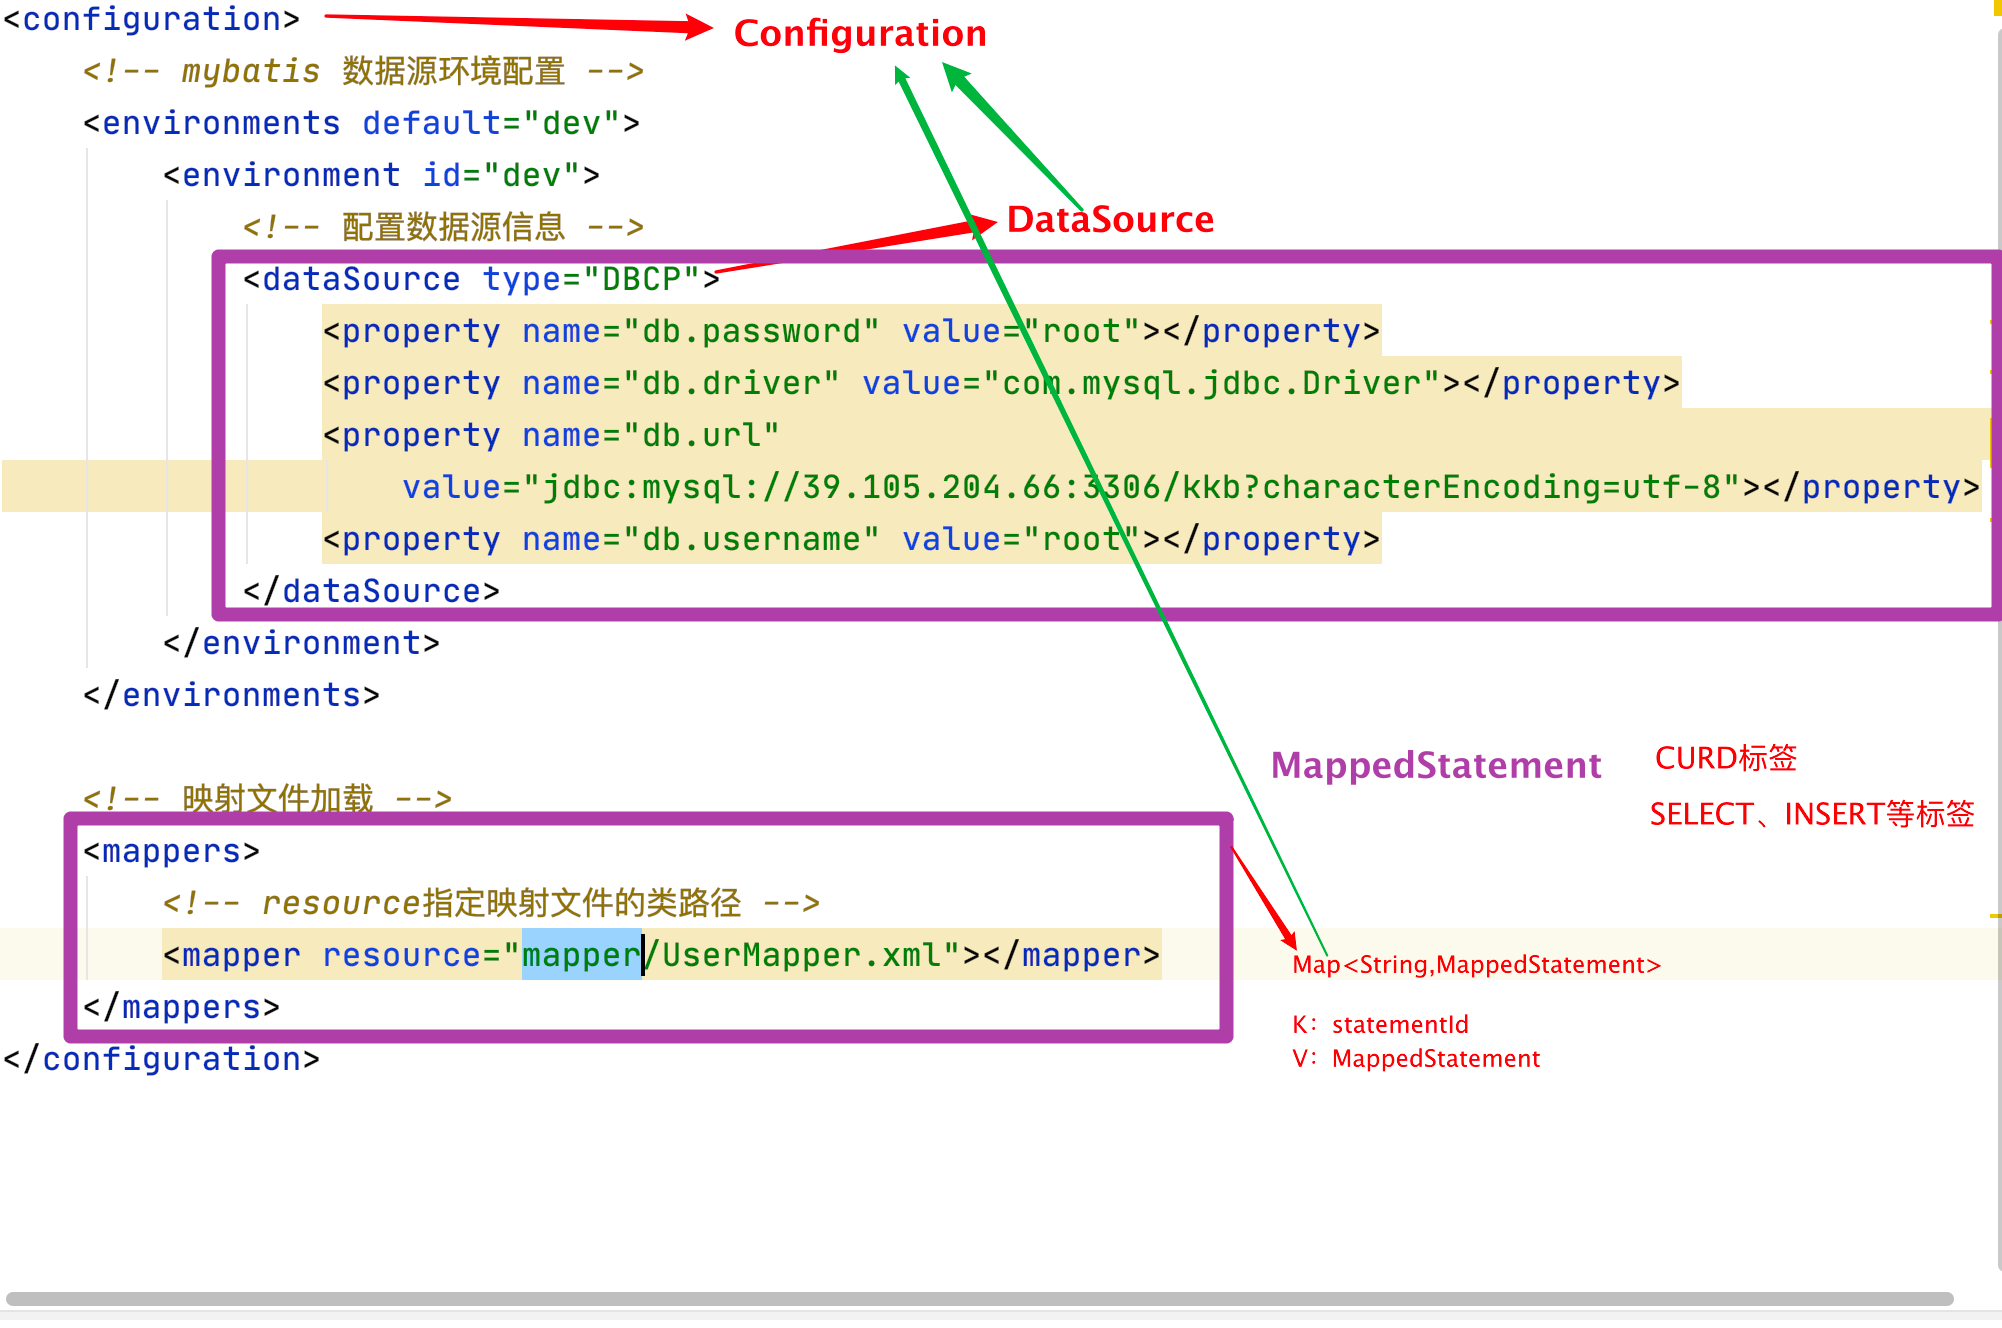 <configuration>
Configuration
<!-- mybatis 数据源环境配置 -->
<environments default="dev">
<environment id="dev">
<!-- 配置数据源信息 -->
DataSource
<dataSource type="DBCP">
<property name="db.password" value="root"></property>
<property name="db.driver" value="com.mysql.jdbc.Driver"></property>
<property name="db.url"
value="jdbc:mysql://39.105.204.66:3306/kkb?characterEncoding=utf-8"></property>
<property name="db.username" value="root"></property>
</dataSource>
</environment>
</environments>
MappedStatement
CURD标签
SELECT、INSERT等标签
<!-- 映射文件加载 -->
<mappers>
<!-- resource指定映射文件的类路径 -->
<mapper resource="mapper/UserMapper.xml"></mapper>
Map<String,MappedStatement>
</mappers>
K：statementId
V：MappedStatement
</configuration>